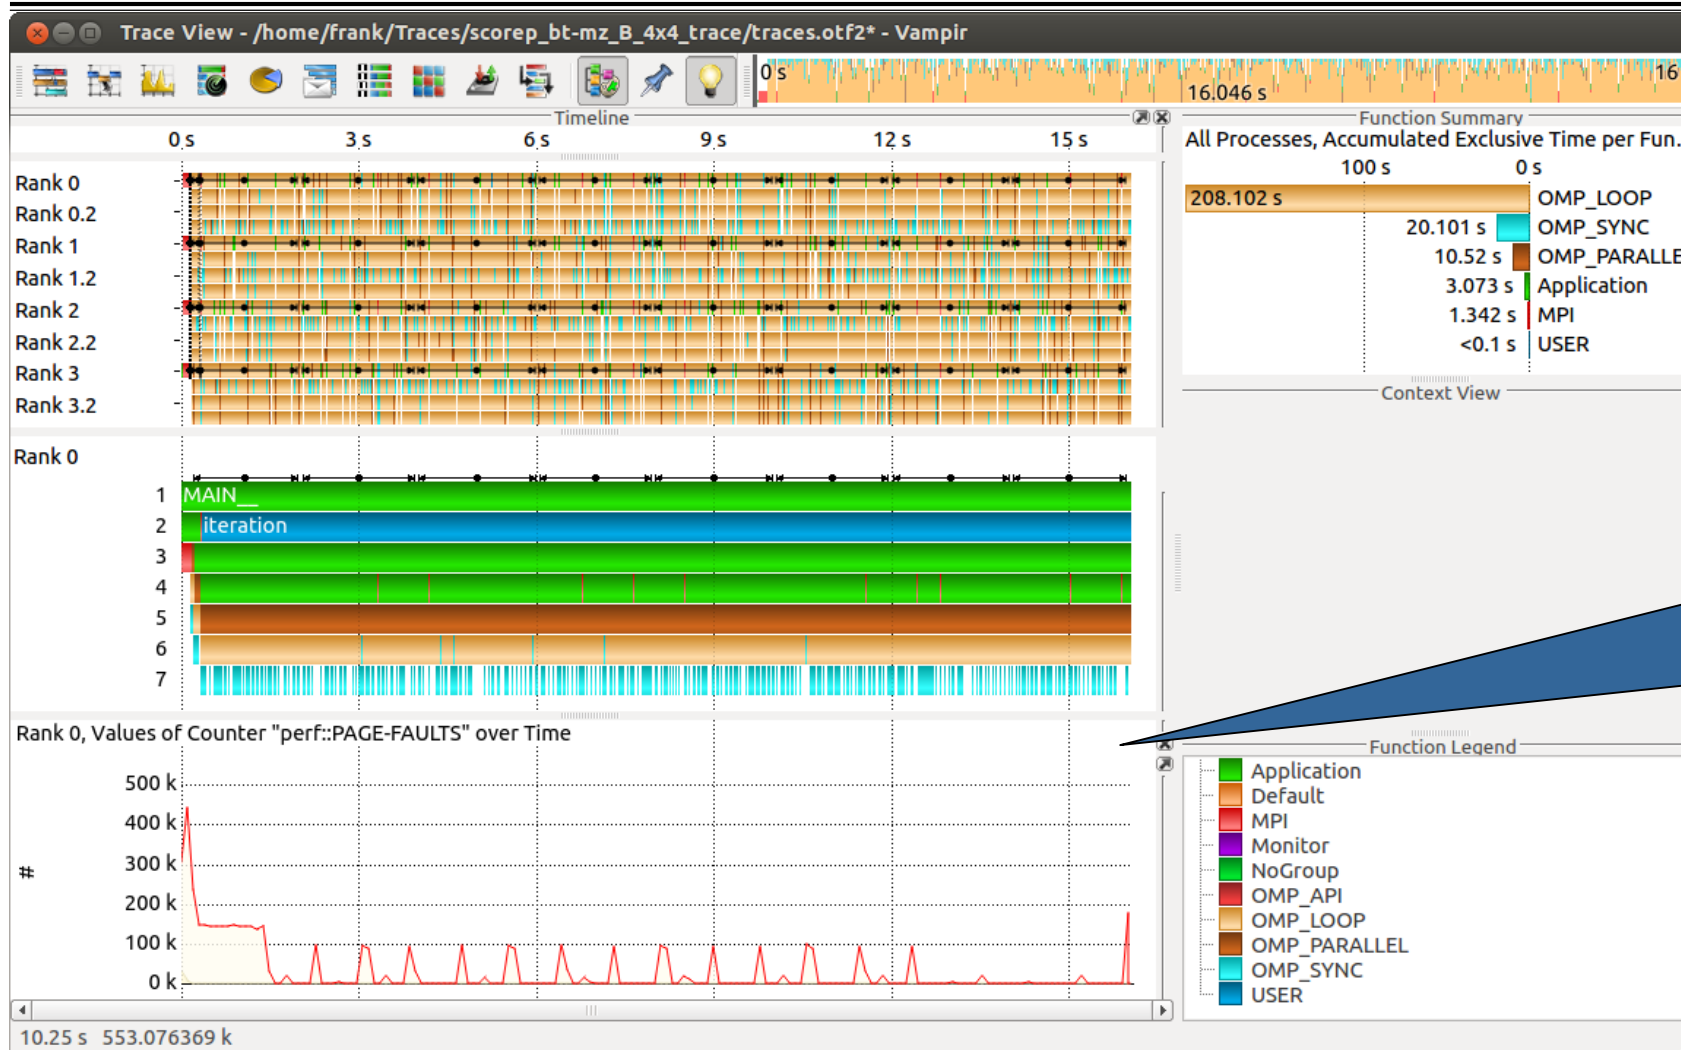 Trace View - /home/frank/Traces/scorep_bt-mz_B_4x4_trace/traces.otf2* - Vampir
0 s
16
16.046 s
Timeline
0 s 3 s 6 s 9 s 12 s 15 s
Rank 0
Rank 0.2
Rank 1
Rank 1.2
Rank 2
Rank 2.2
Rank 3
Rank 3.2
Rank 0
1 MAIN__
2 iteration
3
4
5
6
7
Rank 0, Values of Counter "perf::PAGE-FAULTS" over Time
500 k
400 k
300 k
200 k
100 k
0 k
#
Function Summary
All Processes, Accumulated Exclusive Time per Fun.
100 s 0 s
208.102 s OMP_LOOP
20.101 s OMP_SYNC
10.52 s OMP_PARALLE
3.073 s Application
1.342 s MPI
<0.1 s USER
Context View
Function Legend
Application
Default
MPI
Monitor
NoGroup
OMP_API
OMP_LOOP
OMP_PARALLEL
OMP_SYNC
USER
10.25 s 553.076369 k